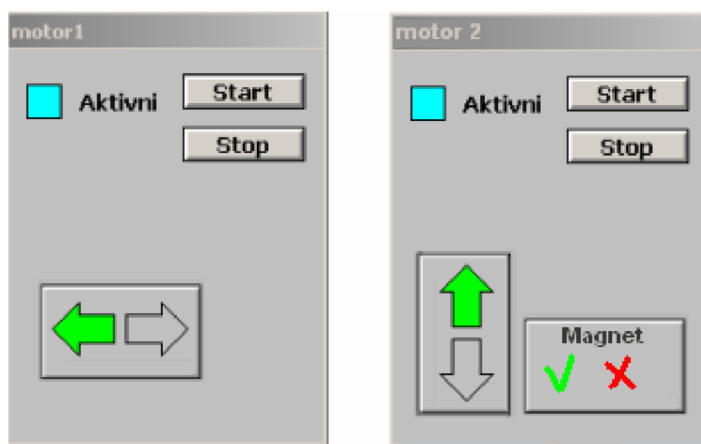 motor1
Aktivni
Start
Stop
motor 2
Aktivni
Start
Stop
Magnet